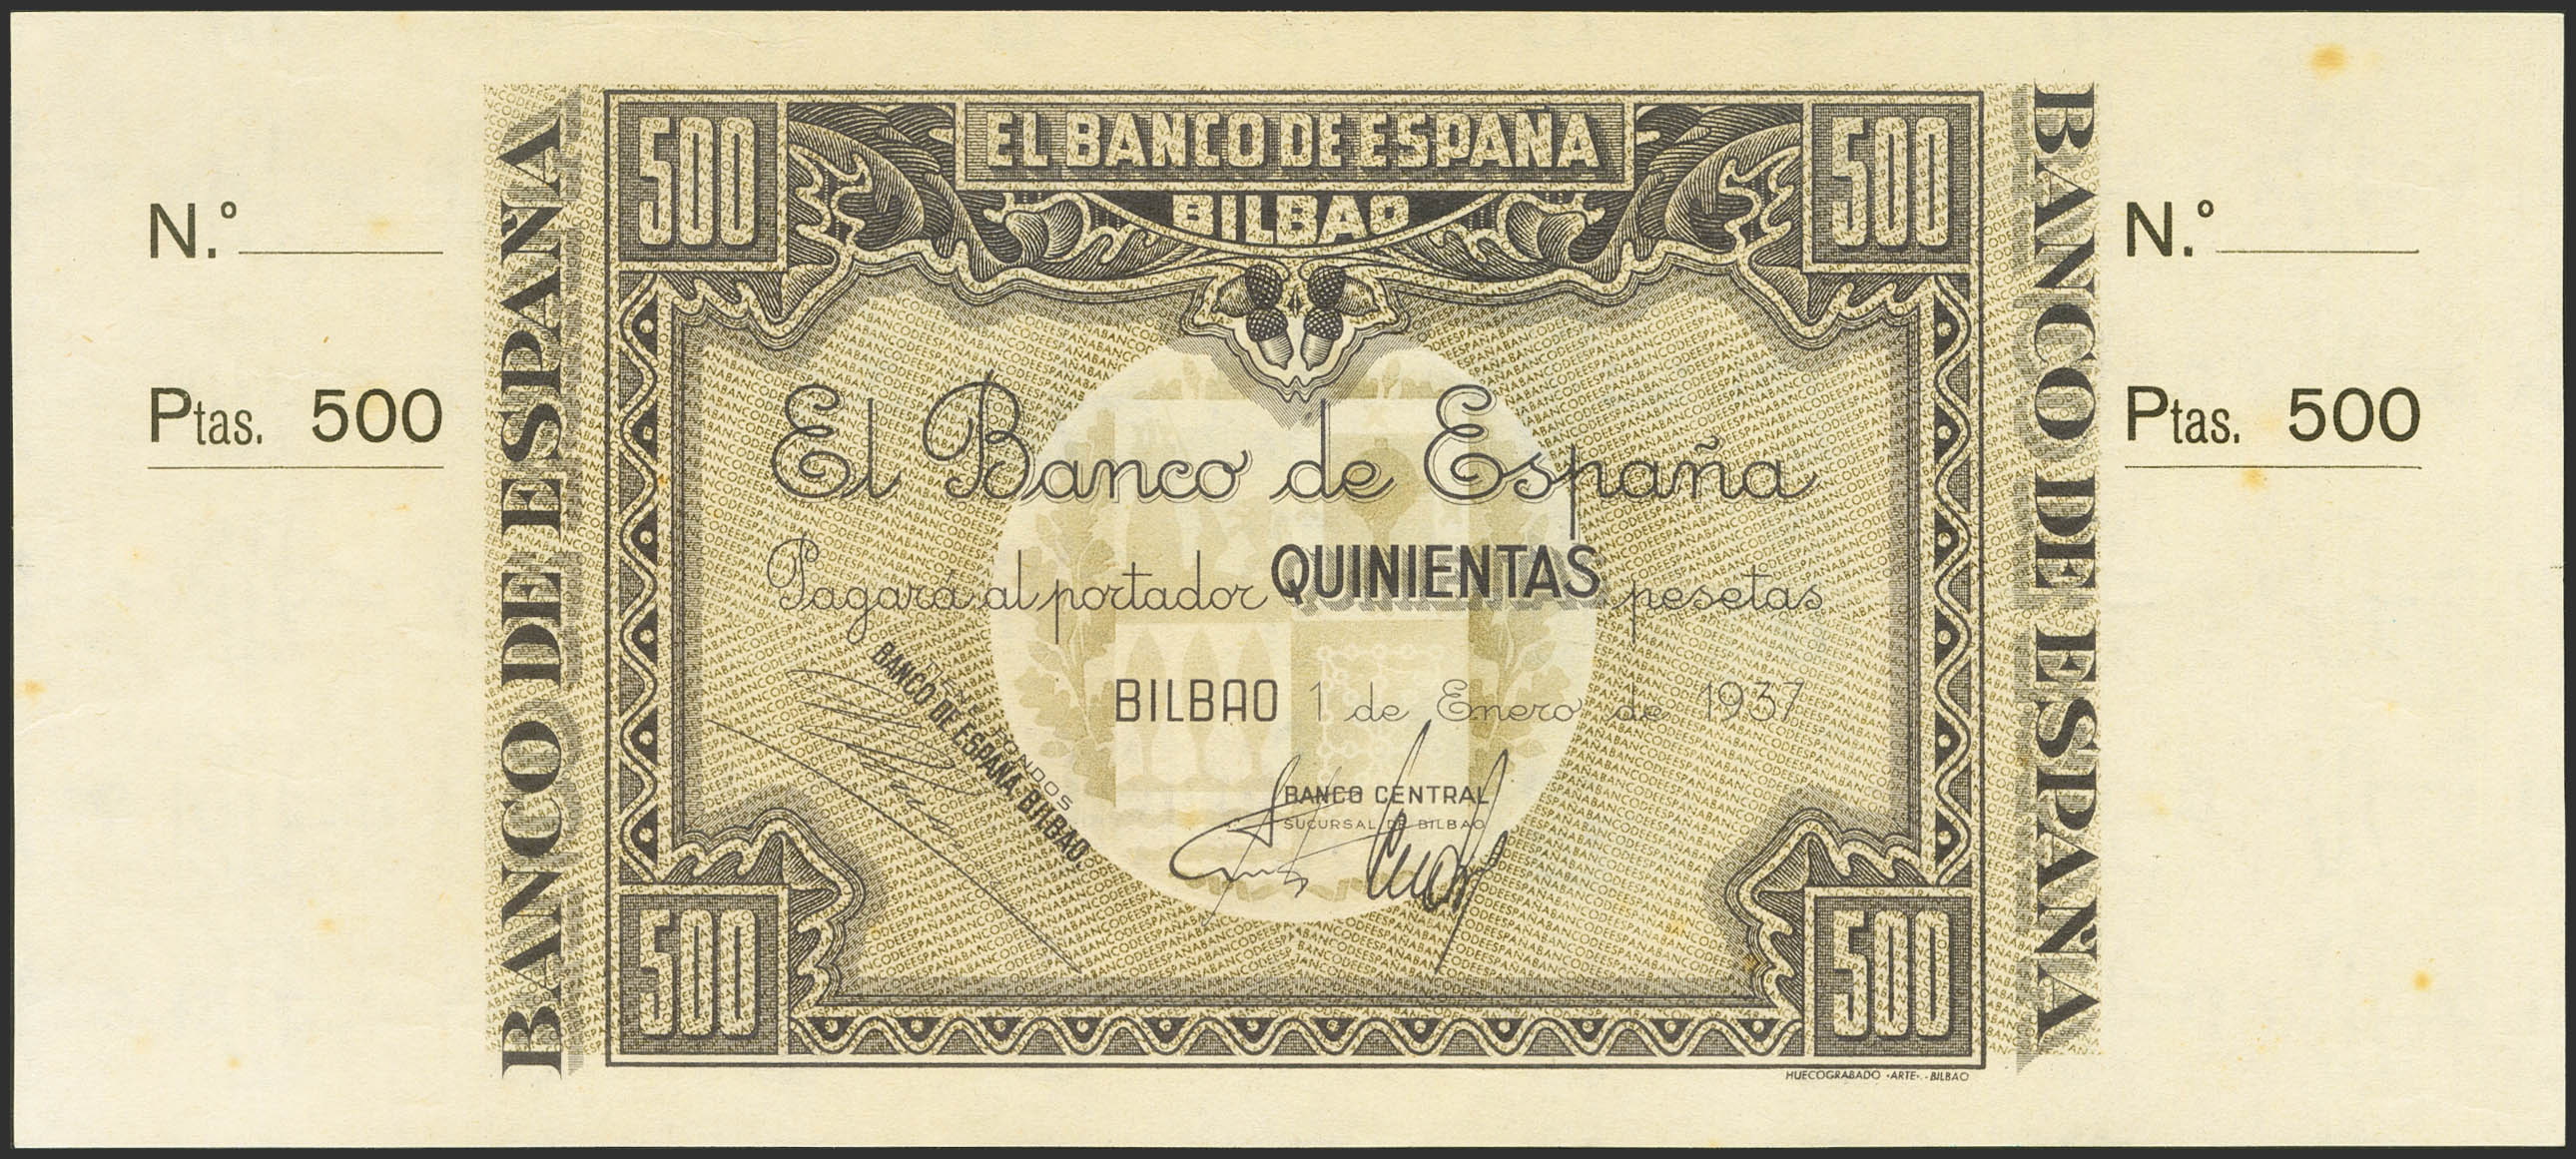 EL BANCO DE ESPAÑA
BILBAO
500
500
N.º
N.º
Ptas. 500
Ptas. 500
BANCO DE ESPAÑA
BANCO DE ESPAÑA
El Banco de España
Pagará al portador QUINIENTAS pesetas
BILBAO 1 de Enero de 1937
BANCO DE ESPAÑA, BILBAO.
BANCO CENTRAL
SUCURSAL DE BILBAO
500
500
HUECOGRABADO ·ARTE·.-BILBAO